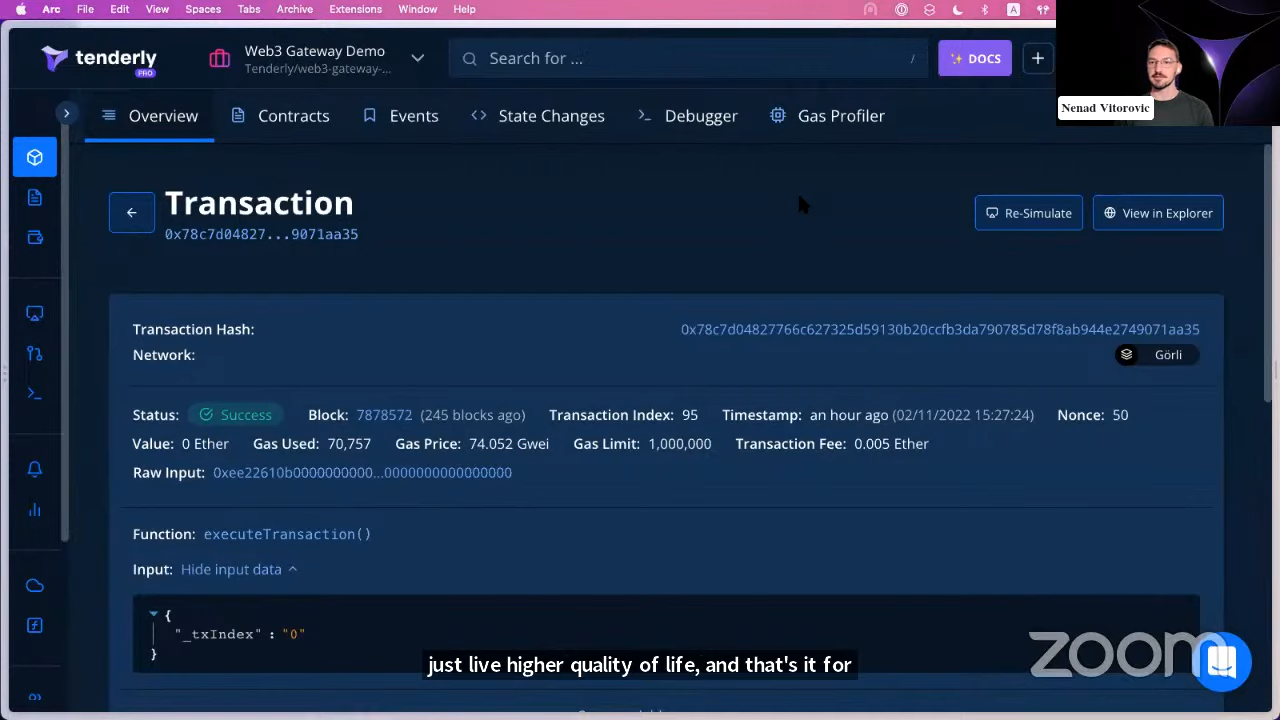 Arc File Edit View Spaces Tabs Archive Extensions Window Help
tenderly
PRO
Web3 Gateway Demo
Tenderly/web3-gateway-...
Search for ...
/
DOCS
Nenad Vitorovic
Overview Contracts Events State Changes Debugger Gas Profiler
Transaction
0x78c7d04827...9071aa35
Re-Simulate View in Explorer
Transaction Hash: 0x78c7d04827766c627325d59130b20ccfb3da790785d78f8ab944e2749071aa35
Network: Görli
Status: Success Block: 7878572 (245 blocks ago) Transaction Index: 95 Timestamp: an hour ago (02/11/2022 15:27:24) Nonce: 50
Value: 0 Ether Gas Used: 70,757 Gas Price: 74.052 Gwei Gas Limit: 1,000,000 Transaction Fee: 0.005 Ether
Raw Input: 0xee22610b0000000000...0000000000000000
Function: executeTransaction()
Input: Hide input data
{
"_txIndex" : "0"
}
just live higher quality of life, and that's it for
zoom